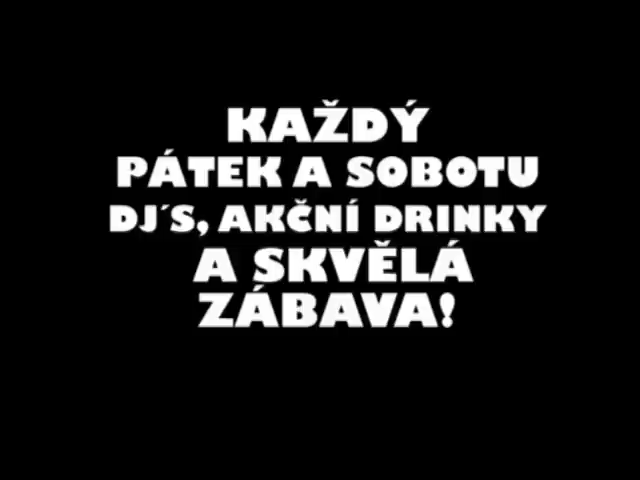 KAŽDÝ
PÁTEK A SOBOTU
DJ´S, AKČNÍ DRINKY
A SKVĚLÁ
ZÁBAVA!